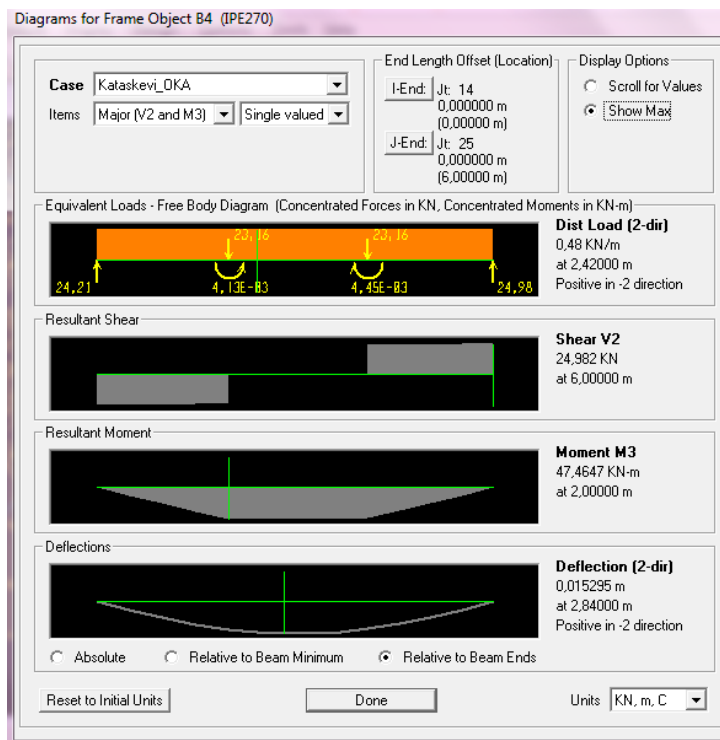 Diagrams for Frame Object B4 (IPE270)
Case Kataskevi_OKA
Items Major (V2 and M3) Single valued
End Length Offset (Location)
I-End: Jt: 14
0,000000 m
(0,00000 m)
J-End: Jt: 25
0,000000 m
(6,00000 m)
Display Options
Scroll for Values
Show Max
Equivalent Loads - Free Body Diagram (Concentrated Forces in KN, Concentrated Moments in KN-m)
23,16 23,16
24,21 4,13E-03 4,45E-03 24,98
Dist Load (2-dir)
0,48 KN/m
at 2,42000 m
Positive in -2 direction
Resultant Shear
Shear V2
24,982 KN
at 6,00000 m
Resultant Moment
Moment M3
47,4647 KN-m
at 2,00000 m
Deflections
Deflection (2-dir)
0,015295 m
at 2,84000 m
Positive in -2 direction
Absolute Relative to Beam Minimum Relative to Beam Ends
Reset to Initial Units Done Units KN, m, C